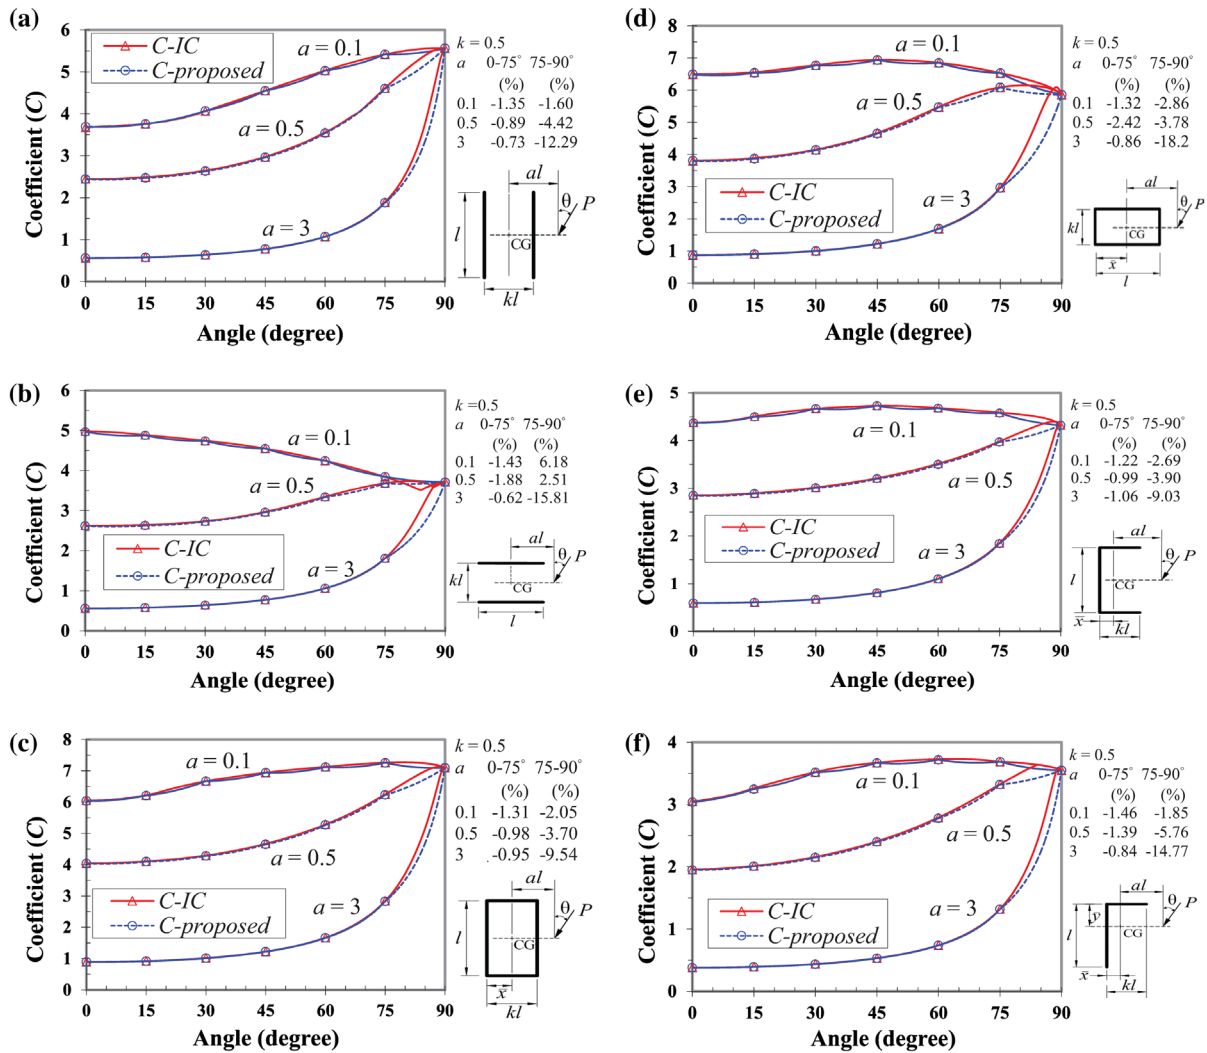 (a)
6
5
4
3
2
1
0
Coefficient (C)
C-IC
C-proposed
a = 0.1
a = 0.5
a = 3
0 15 30 45 60 75 90
Angle (degree)
k = 0.5
a 0-75° 75-90°
(%) (%)
0.1 -1.35 -1.60
0.5 -0.89 -4.42
3 -0.73 -12.29
al
θ
P
l
CG
kl
(d)
8
7
6
5
4
3
2
1
0
Coefficient (C)
a = 0.1
a = 0.5
C-IC
C-proposed
a = 3
0 15 30 45 60 75 90
Angle (degree)
k = 0.5
a 0-75° 75-90°
(%) (%)
0.1 -1.32 -2.86
0.5 -2.42 -3.78
3 -0.86 -18.2
al
θ
P
kl
CG
x̄
l
(b)
6
5
4
3
2
1
0
Coefficient (C)
a = 0.1
a = 0.5
C-IC
C-proposed
a = 3
0 15 30 45 60 75 90
Angle (degree)
k =0.5
a 0-75° 75-90°
(%) (%)
0.1 -1.43 6.18
0.5 -1.88 2.51
3 -0.62 -15.81
al
θ
P
kl
CG
l
(e)
5
4
3
2
1
0
Coefficient (C)
a = 0.1
a = 0.5
C-IC
C-proposed
a = 3
0 15 30 45 60 75 90
Angle (degree)
k =0.5
a 0-75° 75-90°
(%) (%)
0.1 -1.22 -2.69
0.5 -0.99 -3.90
3 -1.06 -9.03
al
θ
P
l
CG
x̄
kl
(c)
8
7
6
5
4
3
2
1
0
Coefficient (C)
a = 0.1
a = 0.5
C-IC
C-proposed
a = 3
0 15 30 45 60 75 90
Angle (degree)
k = 0.5
a 0-75° 75-90°
(%) (%)
0.1 -1.31 -2.05
0.5 -0.98 -3.70
3 -0.95 -9.54
al
θ
P
l
CG
x̄
kl
(f)
4
3
2
1
0
Coefficient (C)
a = 0.1
a = 0.5
C-IC
C-proposed
a = 3
0 15 30 45 60 75 90
Angle (degree)
k = 0.5
a 0-75° 75-90°
(%) (%)
0.1 -1.46 -1.85
0.5 -1.39 -5.76
3 -0.84 -14.77
al
θ
P
l
ȳ
CG
x̄
kl